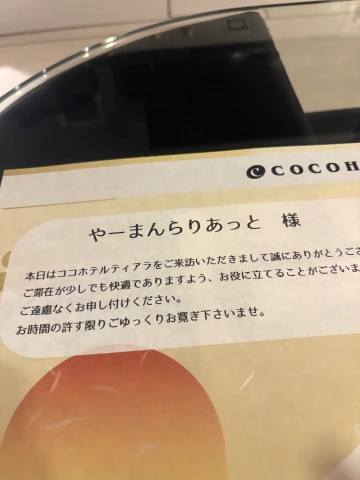 COCOH
やーまんらりあっと 様
本日はココホテルティアラをご来訪いただきまして誠にありがとうござ
ご滞在が少しでも快適でありますよう、お役に立てることがございま
ご遠慮なくお申し付けください。
お時間の許す限りごゆっくりお寛ぎ下さいませ。